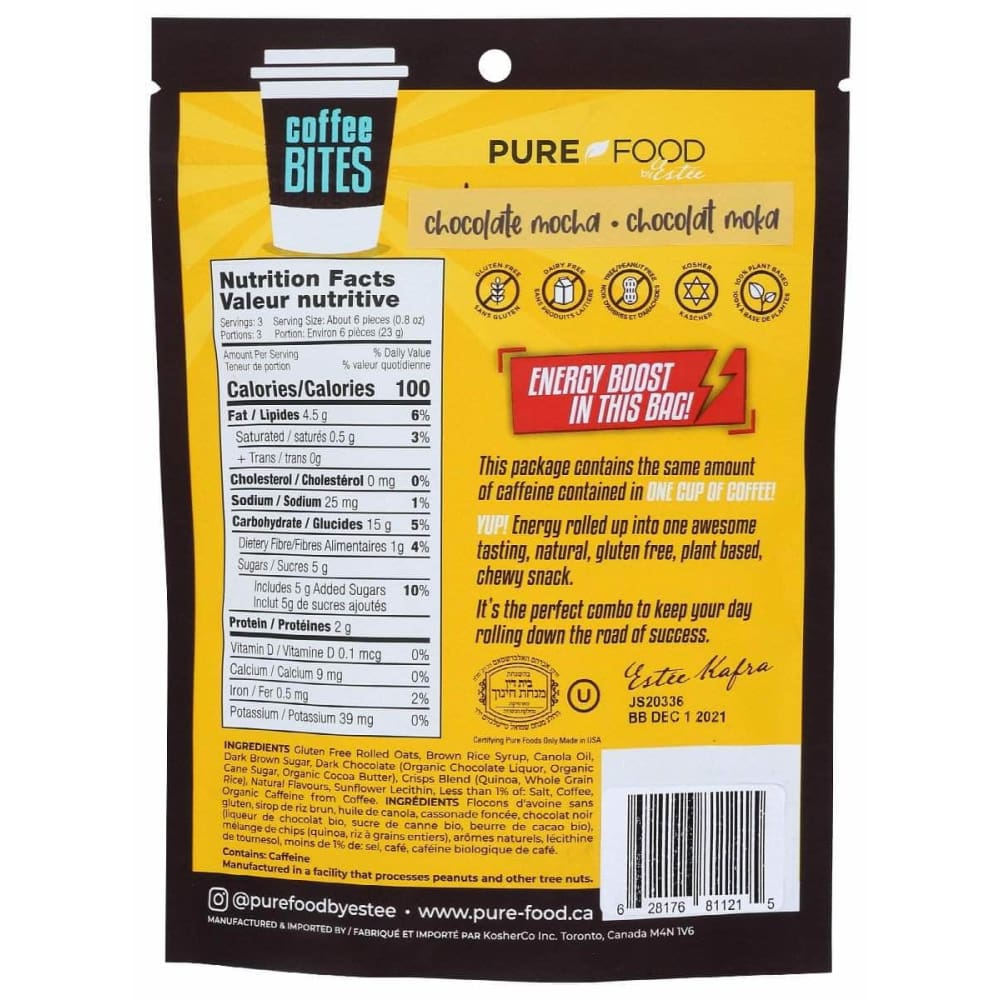 coffee
BITES
PURE FOOD
by Estee
chocolate mocha • chocolat moka
GLUTEN FREE
SANS GLUTEN
DAIRY FREE
SANS PRODUITS LAITIERS
TREE/PEANUT FREE
KOSHER
KASCHER
100% PLANT BASED
100% À BASE DE PLANTES
Nutrition Facts
Valeur nutritive
Servings: 3 Serving Size: About 6 pieces (0.8 oz)
Portions: 3 Portion: Environ 6 pièces (23 g)
Amount Per Serving % Daily Value
Teneur de portion % valeur quotidienne
Calories/Calories 100
Fat / Lipides 4.5 g 6%
Saturated / saturés 0.5 g 3%
+ Trans / trans 0g
Cholesterol / Cholestérol 0 mg 0%
Sodium / Sodium 25 mg 1%
Carbohydrate / Glucides 15 g 5%
Dietery Fibre/Fibres Alimentaires 1g 4%
Sugars / Sucres 5 g
Includes 5 g Added Sugars 10%
Inclut 5g de sucres ajoutés
Protein / Protéines 2 g
Vitamin D / Vitamine D 0.1 mcg 0%
Calcium / Calcium 9 mg 0%
Iron / Fer 0.5 mg 2%
Potassium / Potassium 39 mg 0%
ENERGY BOOST
IN THIS BAG!
This package contains the same amount
of caffeine contained in ONE CUP OF COFFEE!
YUP! Energy rolled up into one awesome
tasting, natural, gluten free, plant based,
chewy snack.
It's the perfect combo to keep your day
rolling down the road of success.
בית דין
מנחת חינוך
U
Estee Kafra
JS20336
BB DEC 1 2021
Certifying Pure Foods Only Made in USA
INGREDIENTS Gluten Free Rolled Oats, Brown Rice Syrup, Canola Oil,
Dark Brown Sugar, Dark Chocolate (Organic Chocolate Liquor, Organic
Cane Sugar, Organic Cocoa Butter), Crisps Blend (Quinoa, Whole Grain
Rice), Natural Flavours, Sunflower Lecithin, Less than 1% of: Salt, Coffee,
Organic Caffeine from Coffee. INGRÉDIENTS Flocons d'avoine sans
gluten, sirop de riz brun, huile de canola, cassonade foncée, chocolat noir
(liqueur de chocolat bio, sucre de canne bio, beurre de cacao bio),
mélange de chips (quinoa, riz à grains entiers), arômes naturels, lécithine
de tournesol, moins de 1% de: sel, café, caféine biologique de café.
Contains: Caffeine
Manufactured in a facility that processes peanuts and other tree nuts.
6 28176 81121 5
@purefoodbyestee • www.pure-food.ca
MANUFACTURED & IMPORTED BY / FABRIQUÉ ET IMPORTÉ PAR KosherCo Inc. Toronto, Canada M4N 1V6